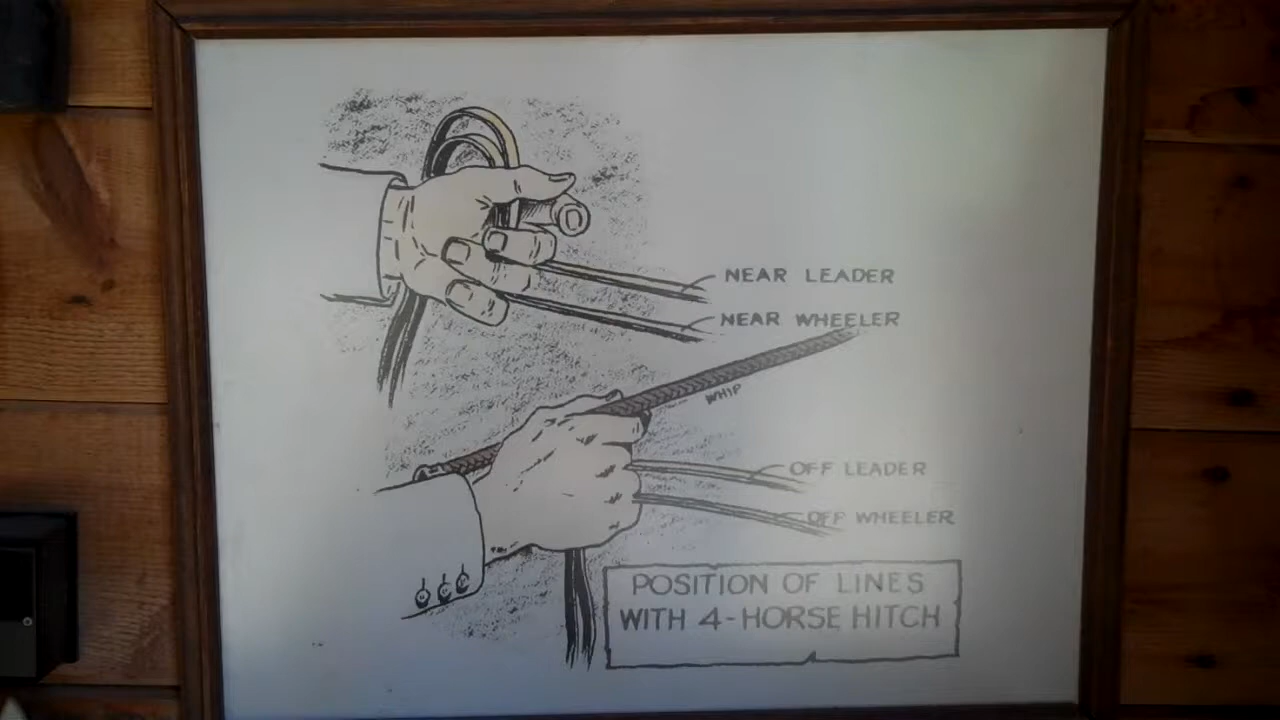 NEAR LEADER
NEAR WHEELER
WHIP
OFF LEADER
OFF WHEELER
POSITION OF LINES
WITH 4-HORSE HITCH